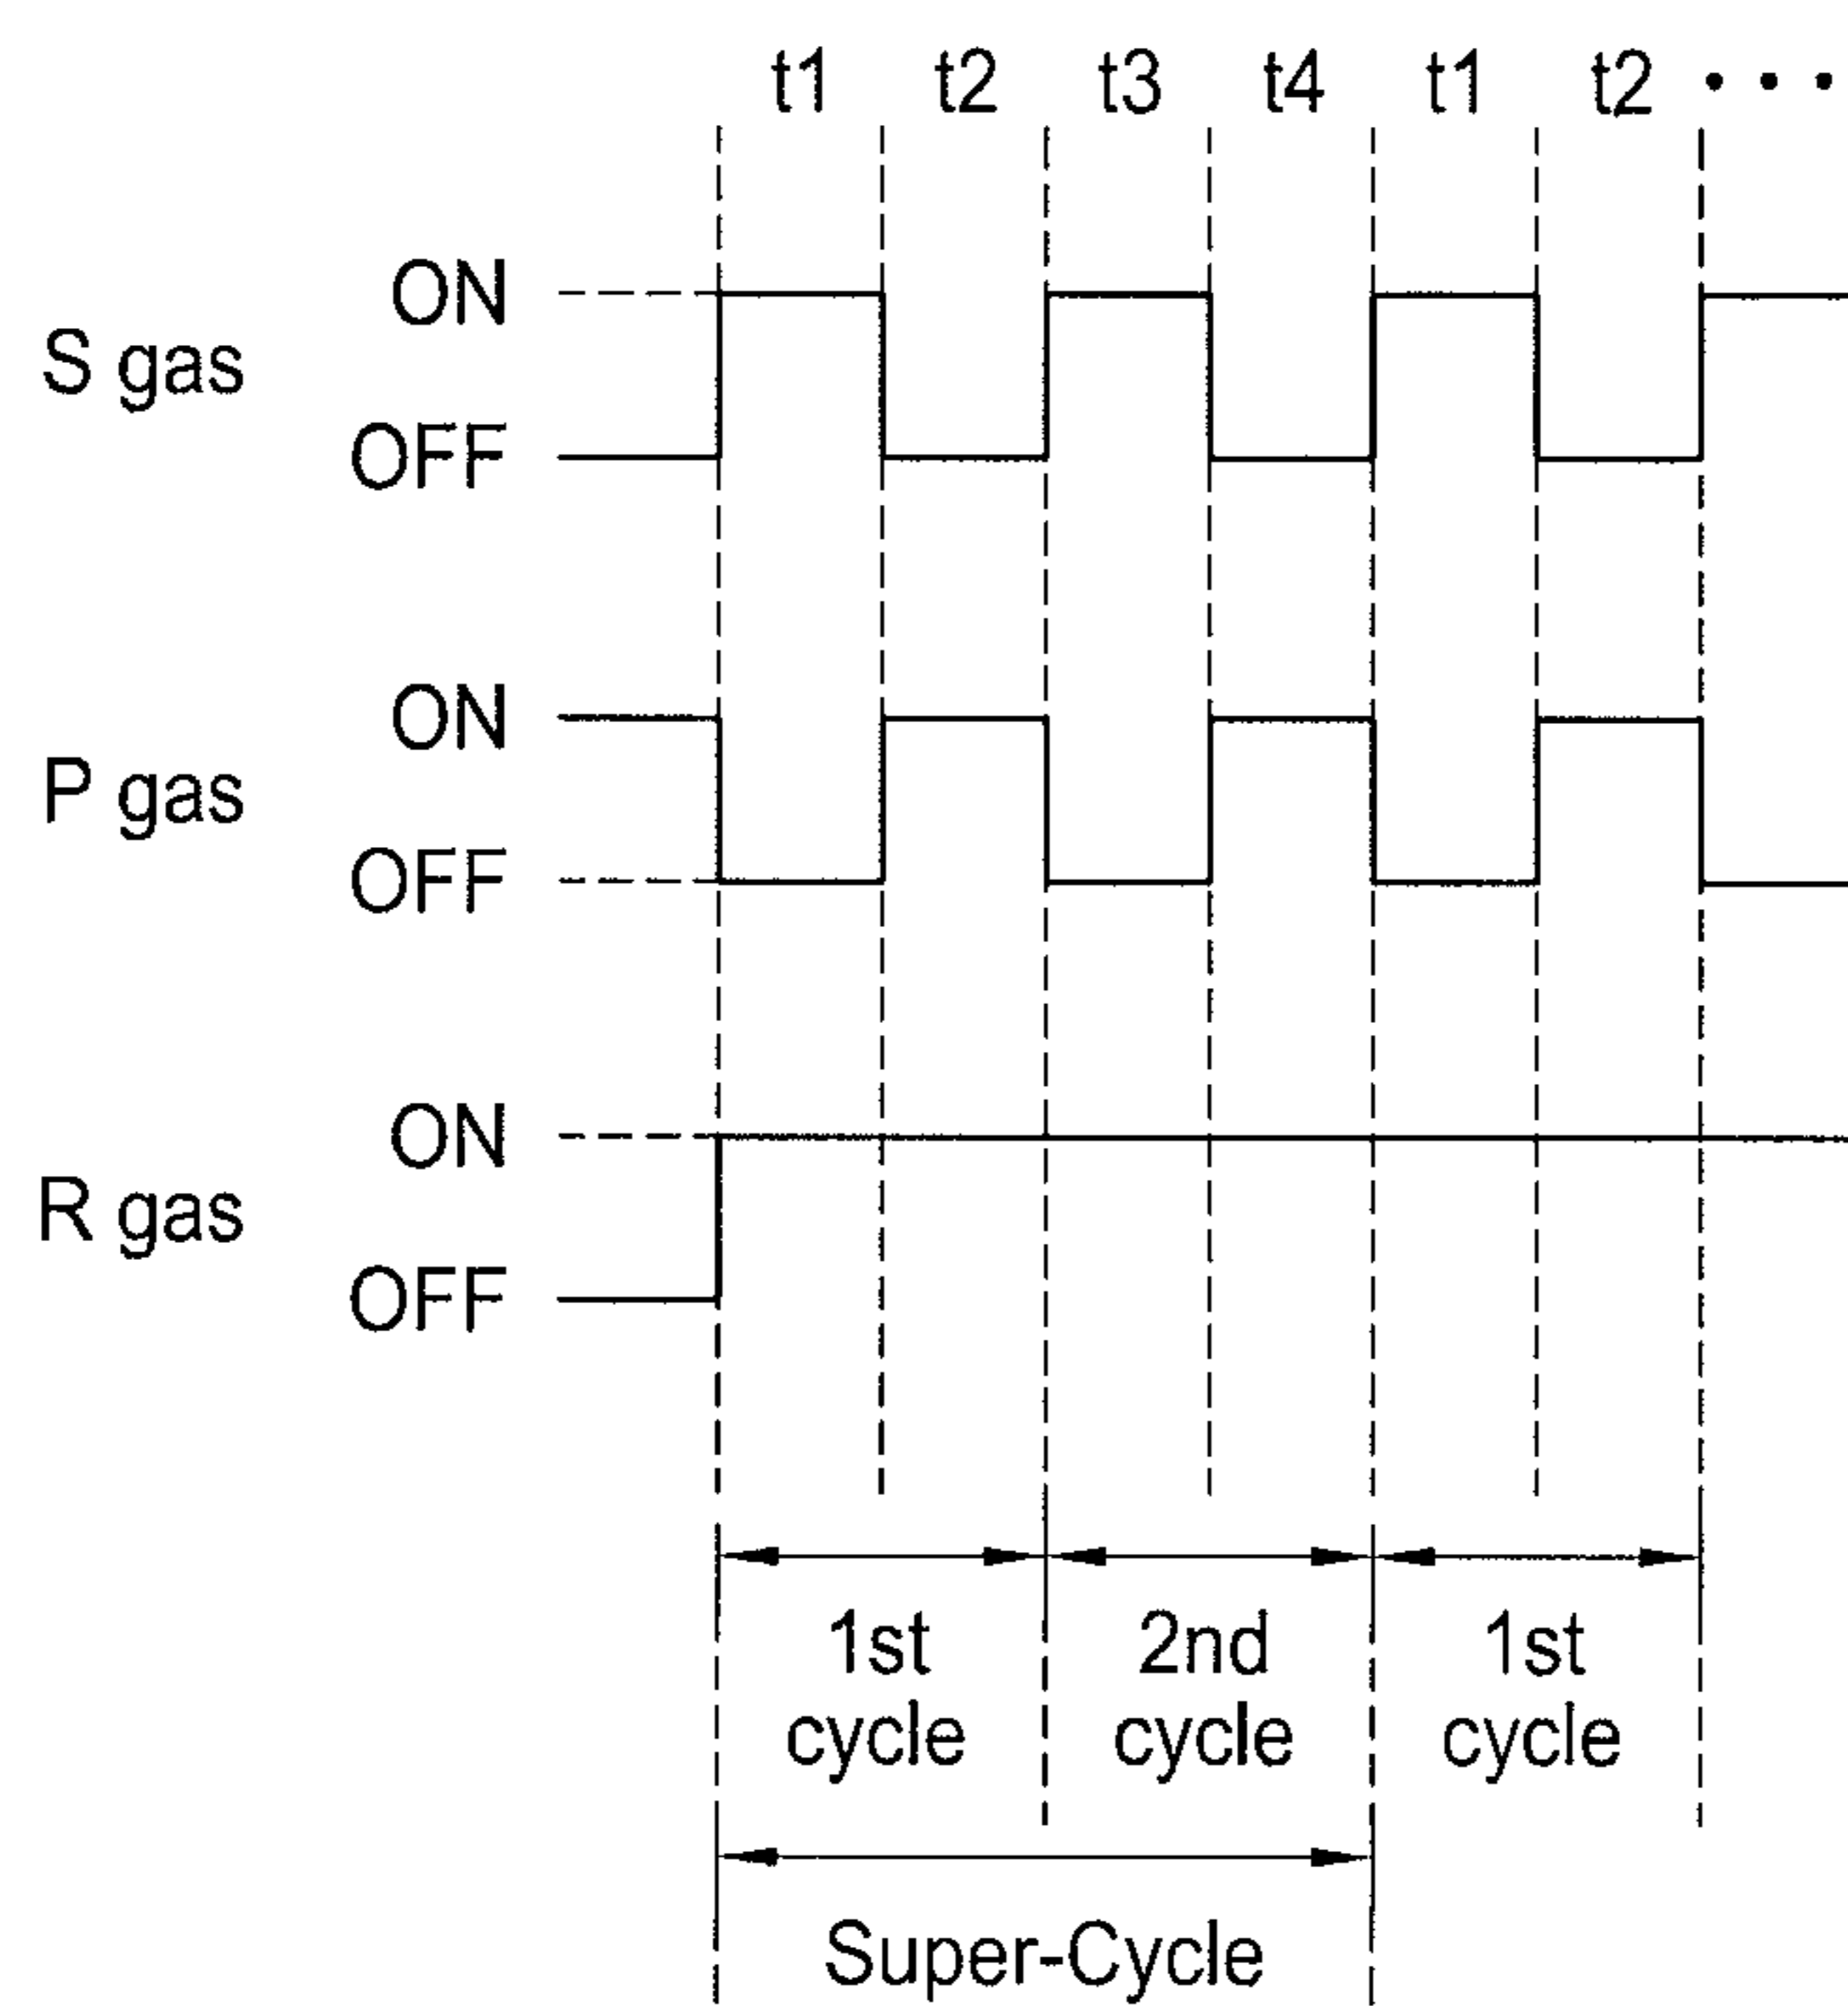 t1 t2 t3 t4 t1 t2 • • •
ON
S gas
OFF
ON
P gas
OFF
ON
R gas
OFF
1st cycle
2nd cycle
1st cycle
Super-Cycle